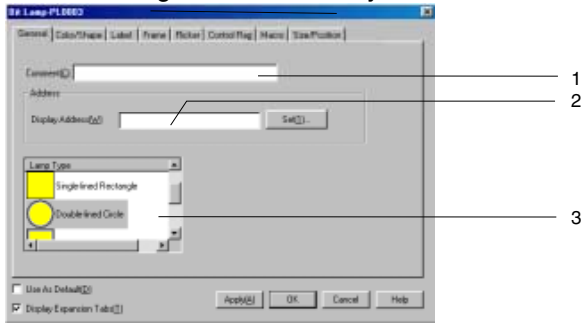 Bit Lamp-PL0003
General Color/Shape Label Frame Flicker Control Flag Macro Size/Position
Comment(C)
1
Address
2
Display Address(W) Set(S)...
Lamp Type
Single-lined Rectangle
Double-lined Circle
3
Use As Default(D)
Apply(A) OK Cancel Help
Display Expansion Tabs(T)